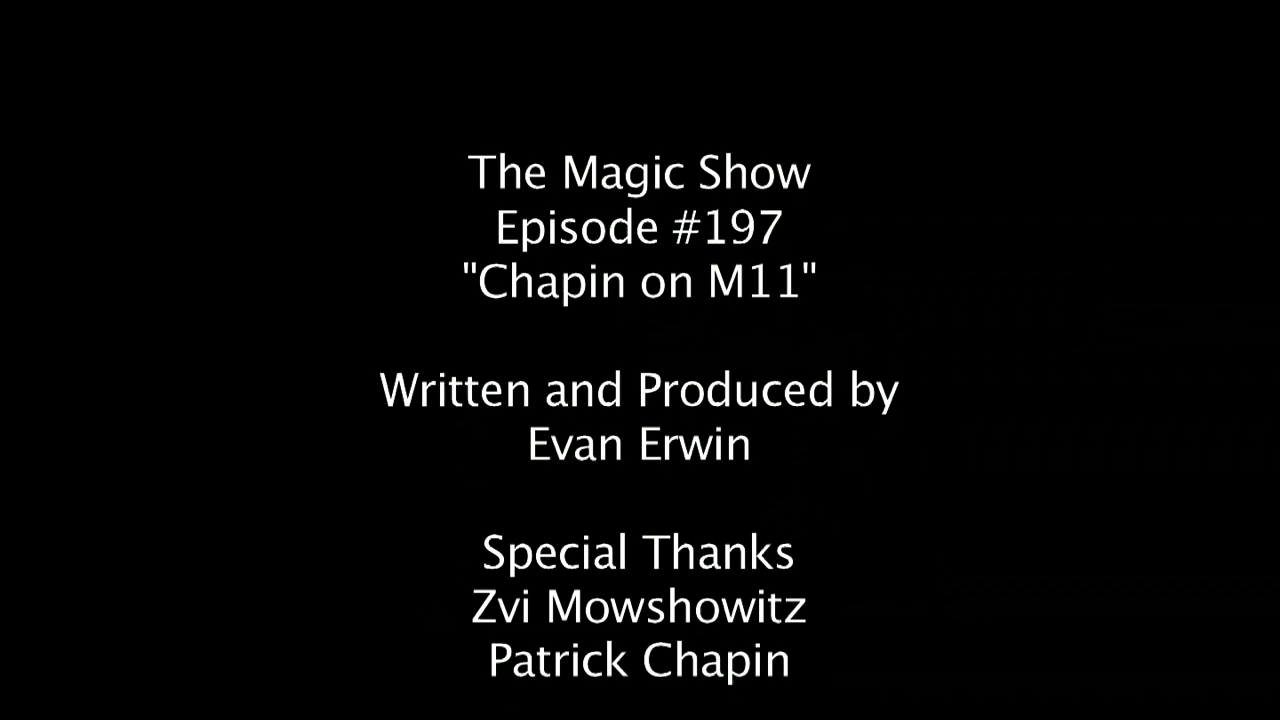 The Magic Show
Episode #197
"Chapin on M11"
Written and Produced by
Evan Erwin
Special Thanks
Zvi Mowshowitz
Patrick Chapin